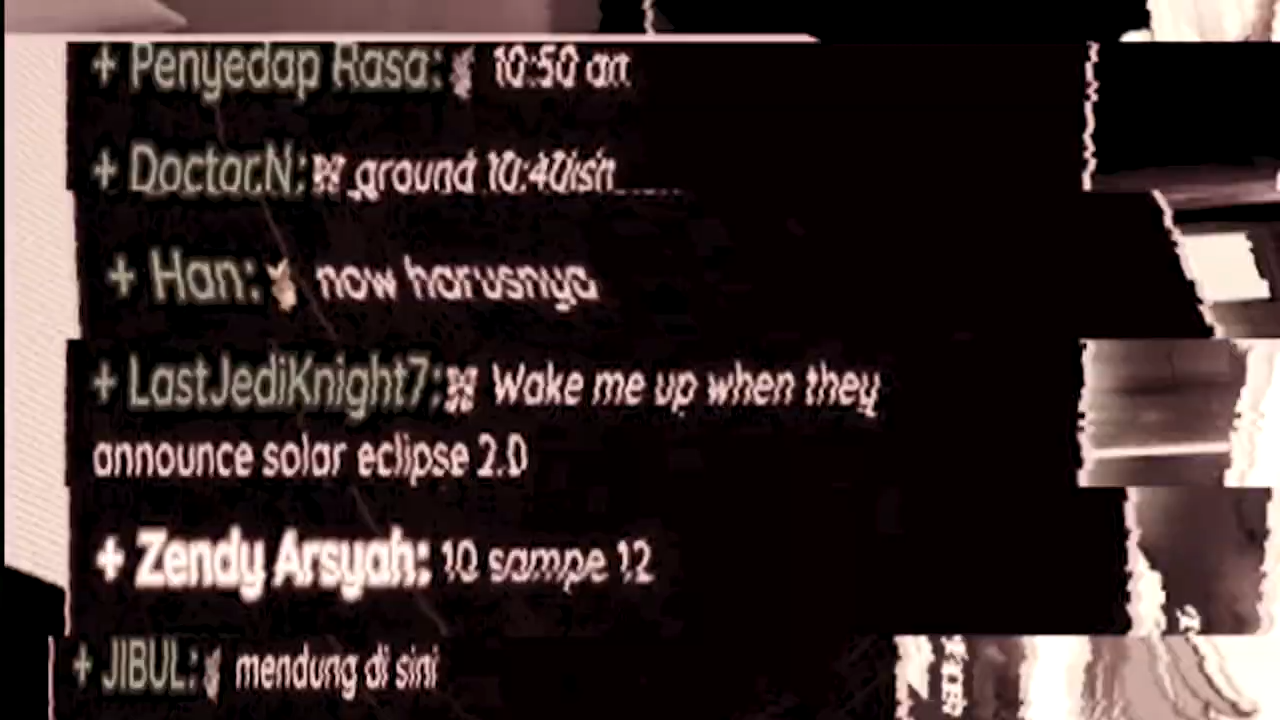 + Penyedap Rasa: 10:50 an
+ Doctor.N: ground 10:40ish
+ Han: now harusnya
+ LastJediKnight7: Wake me up when they
announce solar eclipse 2.0
+ Zendy Arsyah: 10 sampe 12
+ JIBUL: mendung di sini